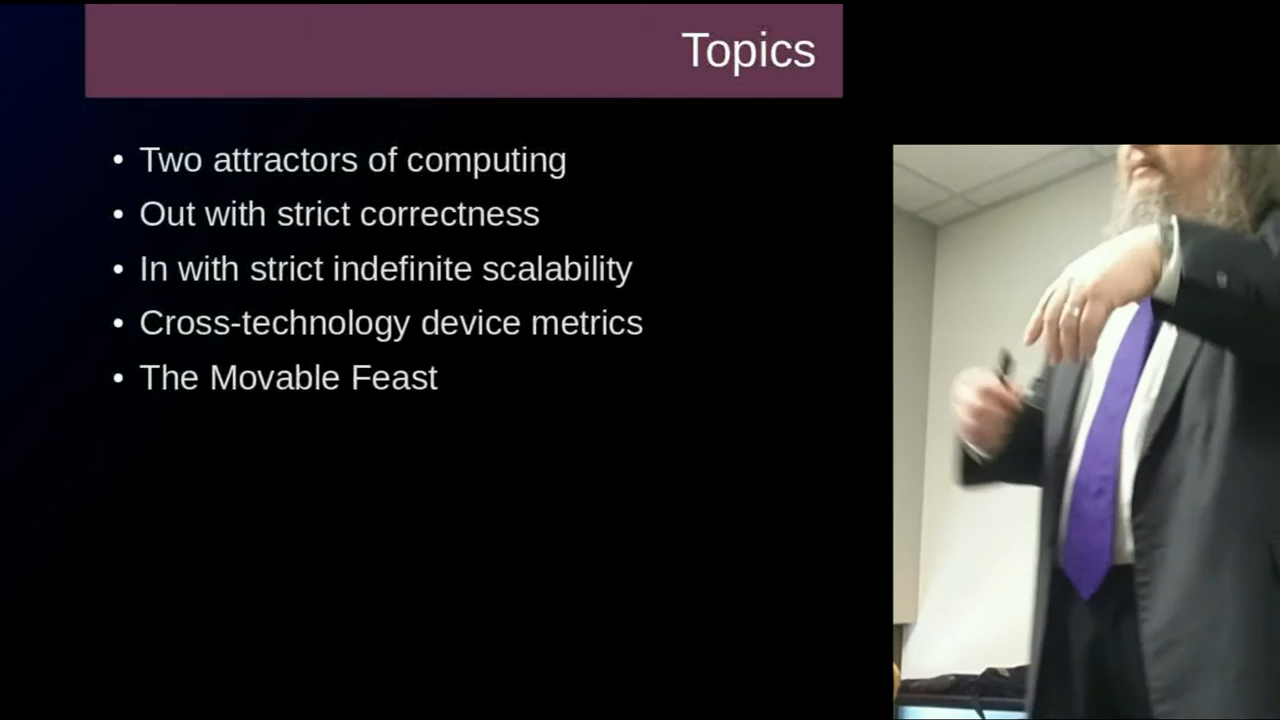 Topics
• Two attractors of computing
• Out with strict correctness
• In with strict indefinite scalability
• Cross-technology device metrics
• The Movable Feast